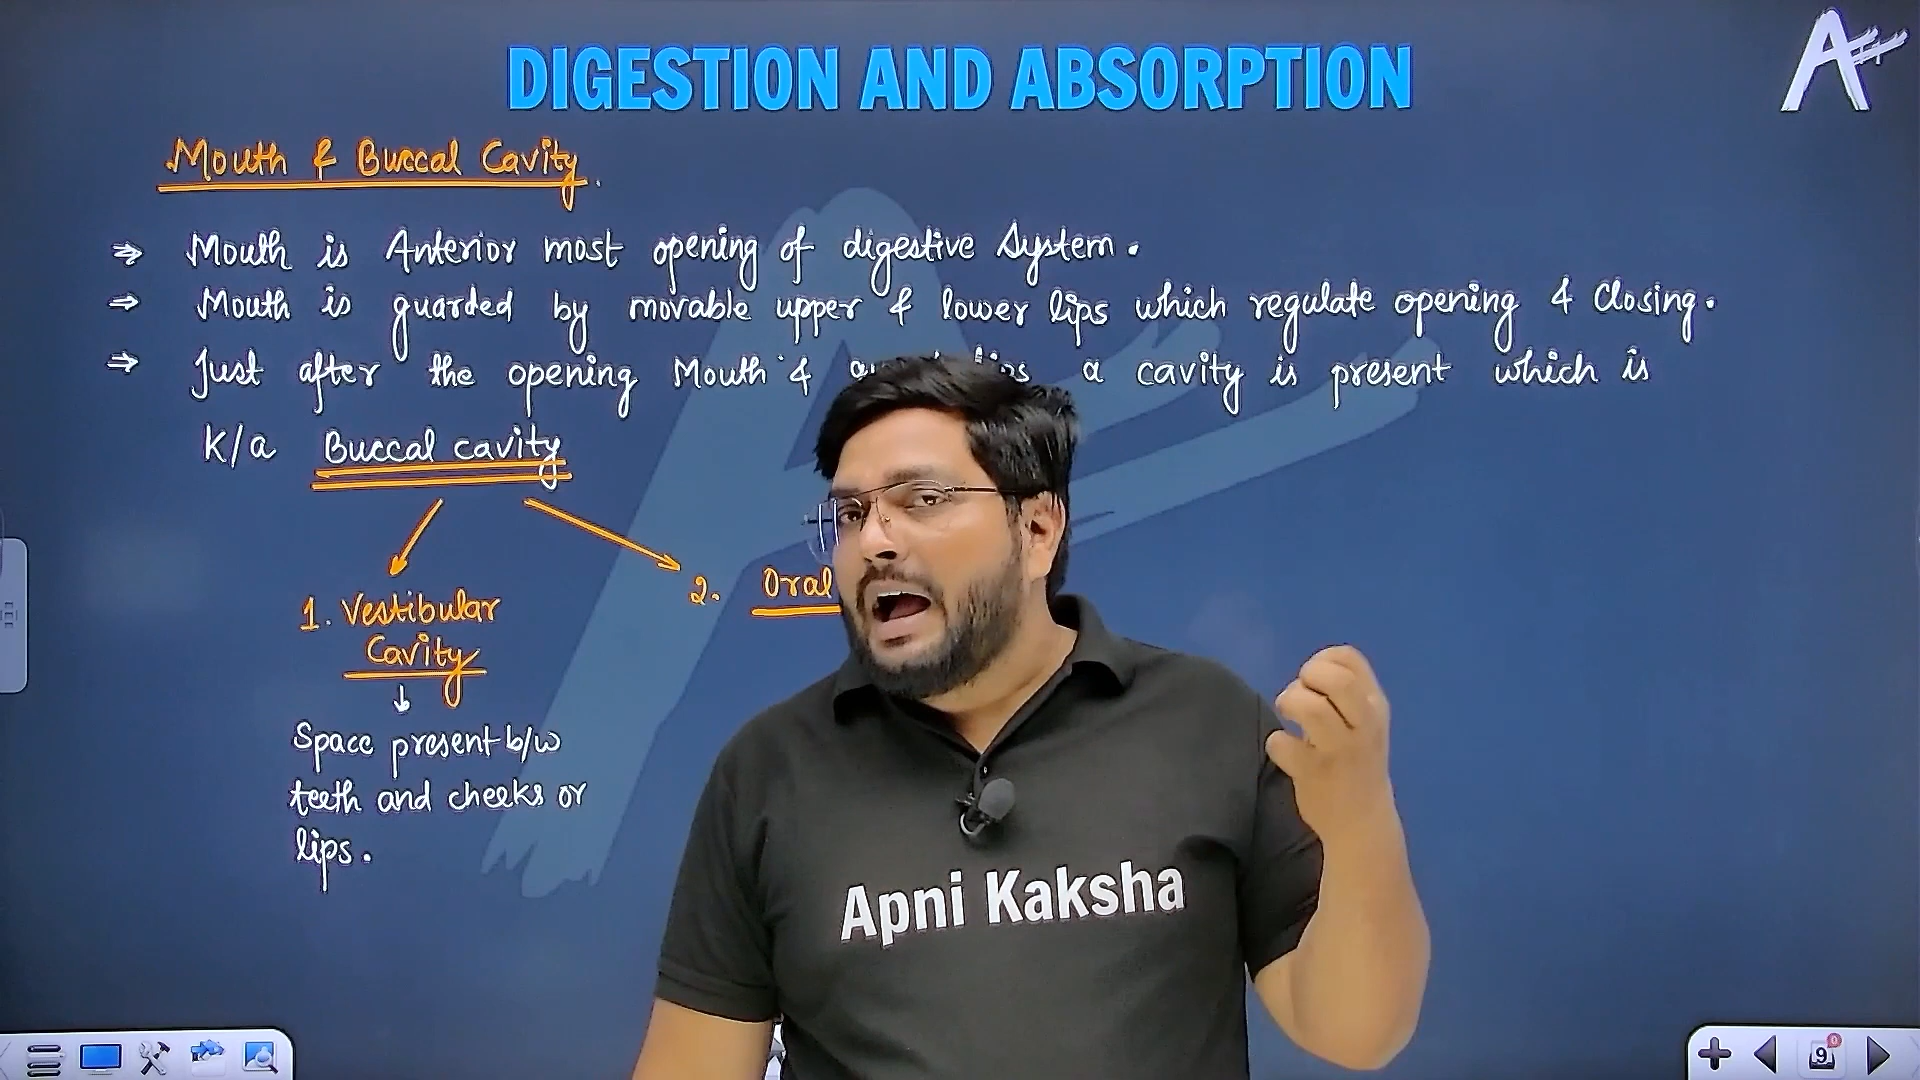 DIGESTION AND ABSORPTION
Mouth & Buccal Cavity.
⇒ Mouth is Anterior most opening of digestive System.
⇒ Mouth is guarded by movable upper & lower lips which regulate opening & Closing.
⇒ Just after the opening Mouth & a cavity is present which is
K/a Buccal cavity
1. Vestibular
Cavity
2. Oral
↓
Space present b/w
teeth and cheeks or
lips.
Apni Kaksha
9
0